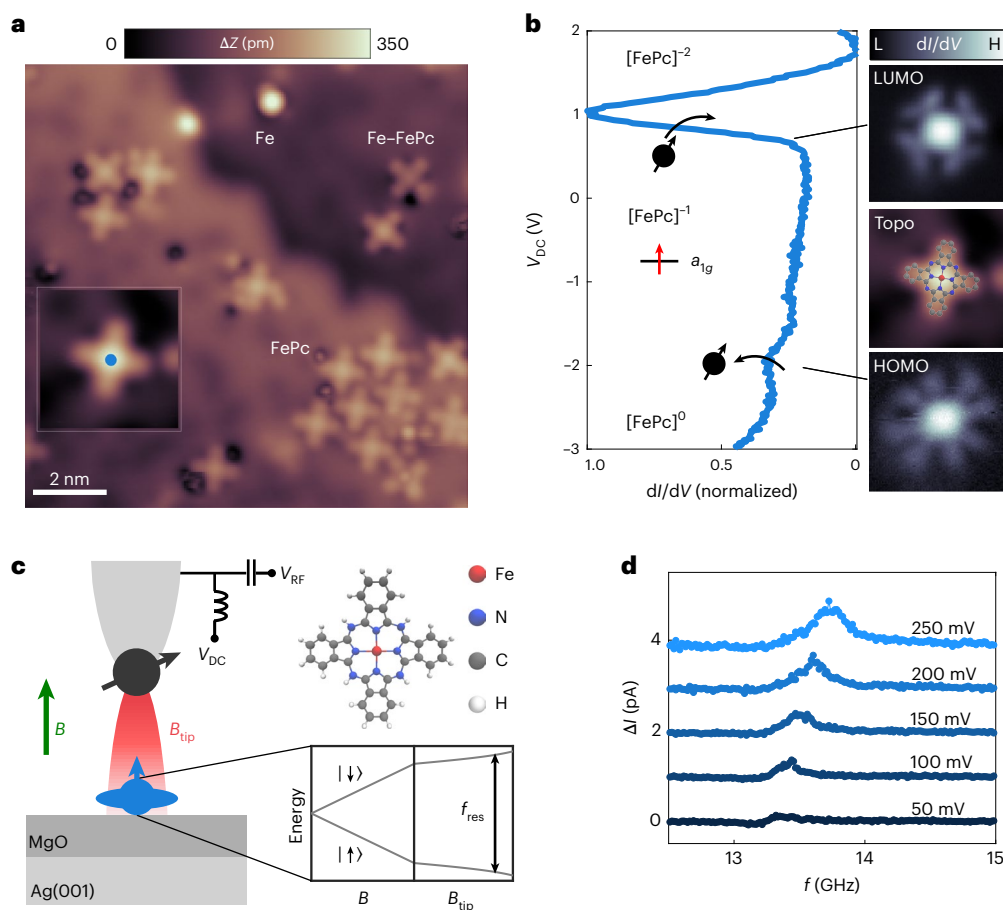 a
0
ΔZ (pm)
350
Fe
Fe–FePc
FePc
2 nm
b
2
1
0
−1
−2
−3
V_DC (V)
[FePc]⁻²
[FePc]⁻¹
a_1g
[FePc]⁰
1.0
0.5
0
dI/dV (normalized)
L
dI/dV
H
LUMO
Topo
HOMO
c
V_RF
V_DC
B
B_tip
MgO
Ag(001)
Fe
N
C
H
Energy
|↓⟩
|↑⟩
f_res
B
B_tip
d
4
2
0
ΔI (pA)
250 mV
200 mV
150 mV
100 mV
50 mV
13
14
15
f (GHz)